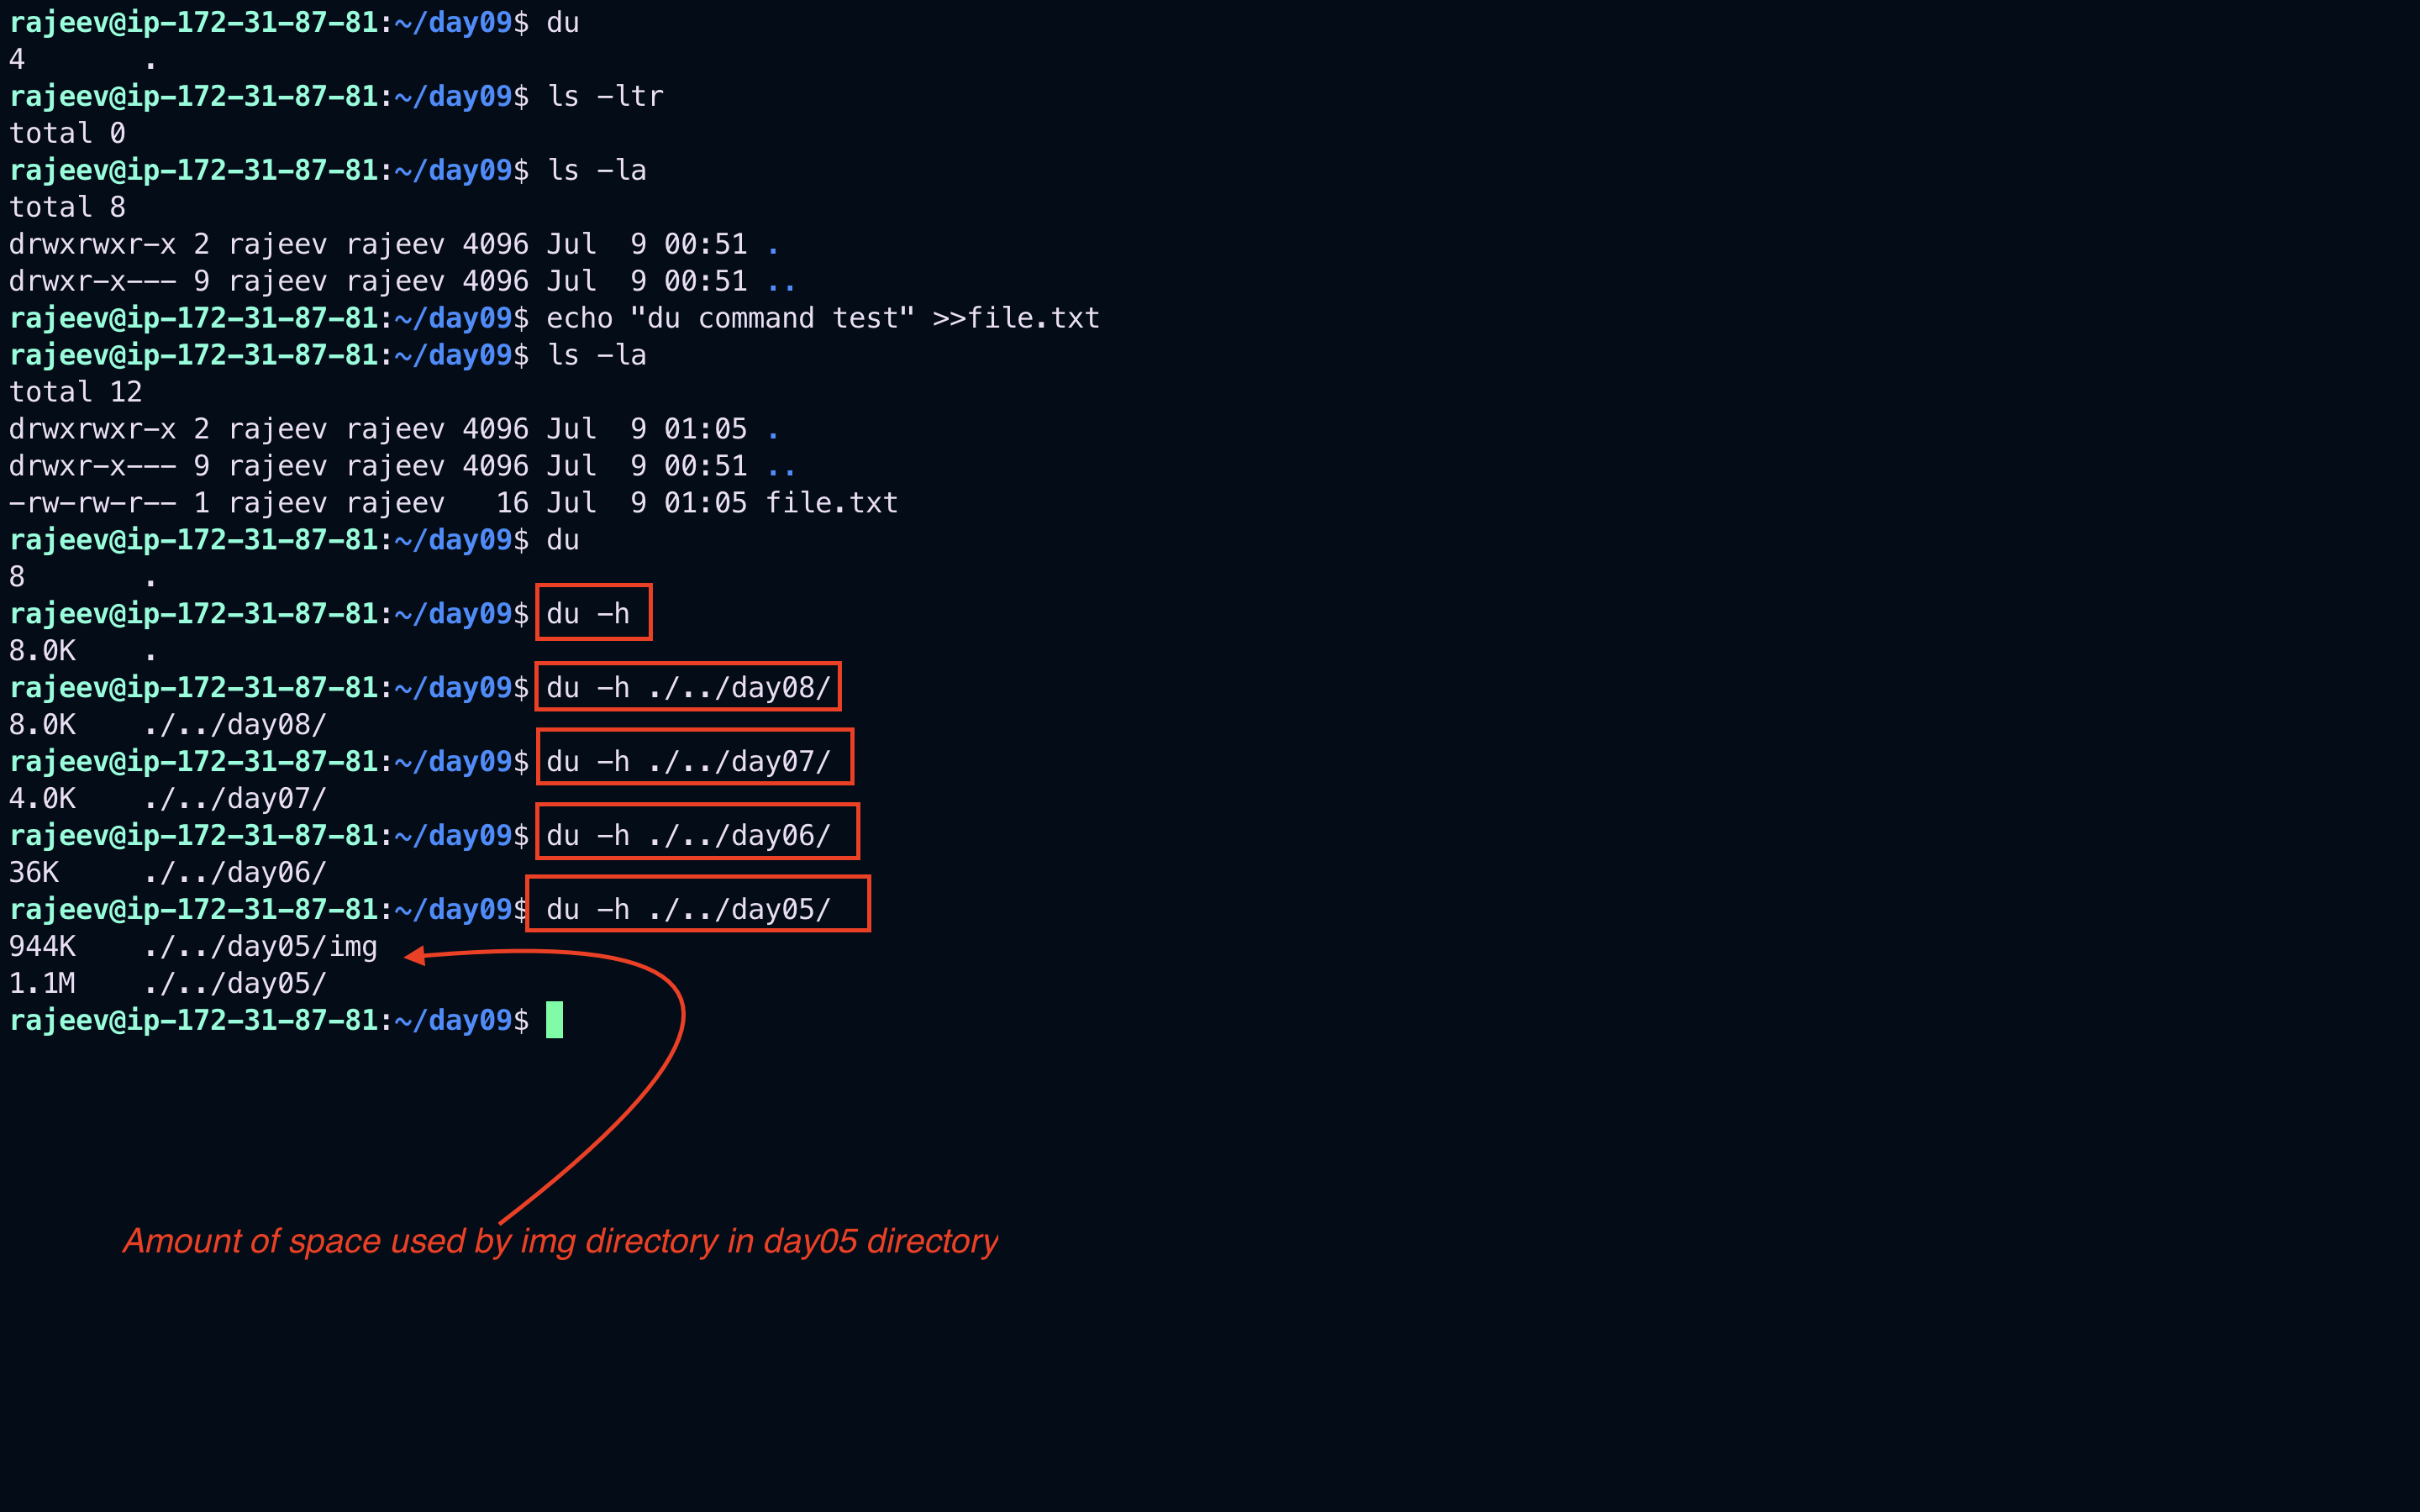 rajeev@ip-172-31-87-81:~/day09$ du
4       .
rajeev@ip-172-31-87-81:~/day09$ ls -ltr
total 0
rajeev@ip-172-31-87-81:~/day09$ ls -la
total 8
drwxrwxr-x 2 rajeev rajeev 4096 Jul  9 00:51 .
drwxr-x--- 9 rajeev rajeev 4096 Jul  9 00:51 ..
rajeev@ip-172-31-87-81:~/day09$ echo "du command test" >>file.txt
rajeev@ip-172-31-87-81:~/day09$ ls -la
total 12
drwxrwxr-x 2 rajeev rajeev 4096 Jul  9 01:05 .
drwxr-x--- 9 rajeev rajeev 4096 Jul  9 00:51 ..
-rw-rw-r-- 1 rajeev rajeev   16 Jul  9 01:05 file.txt
rajeev@ip-172-31-87-81:~/day09$ du
8       .
rajeev@ip-172-31-87-81:~/day09$ du -h
8.0K    .
rajeev@ip-172-31-87-81:~/day09$ du -h ./../day08/
8.0K    ./../day08/
rajeev@ip-172-31-87-81:~/day09$ du -h ./../day07/
4.0K    ./../day07/
rajeev@ip-172-31-87-81:~/day09$ du -h ./../day06/
36K     ./../day06/
rajeev@ip-172-31-87-81:~/day09$ du -h ./../day05/
944K    ./../day05/img
1.1M    ./../day05/
rajeev@ip-172-31-87-81:~/day09$
Amount of space used by img directory in day05 directory